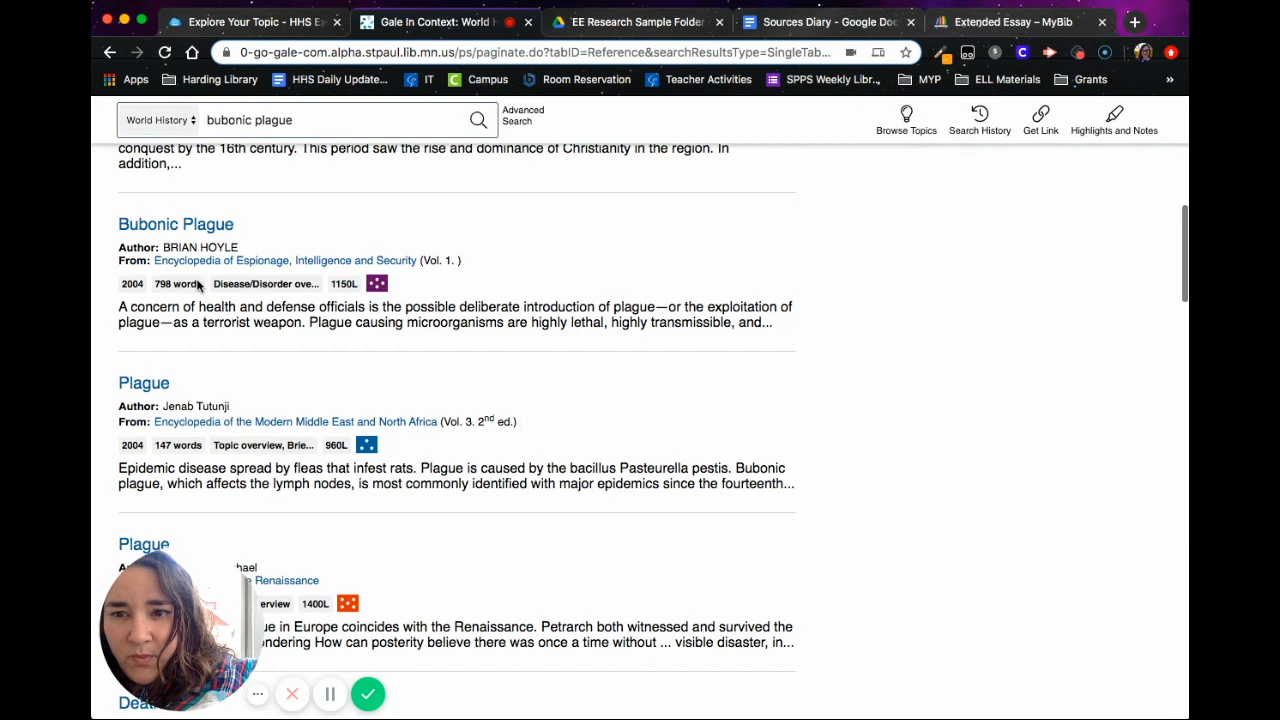 Explore Your Topic – HHS Ex
Gale In Context: World H
EE Research Sample Folder
Sources Diary - Google Doc
Extended Essay – MyBib
0-go-gale-com.alpha.stpaul.lib.mn.us/ps/paginate.do?tabID=Reference&searchResultsType=SingleTab...
Apps
Harding Library
HHS Daily Update...
IT
Campus
Room Reservation
Teacher Activities
SPPS Weekly Libr...
MYP
ELL Materials
Grants
»
World History
bubonic plague
Advanced
Search
Browse Topics
Search History
Get Link
Highlights and Notes
conquest by the 16th century. This period saw the rise and dominance of Christianity in the region. In
addition,...
Bubonic Plague
Author: BRIAN HOYLE
From: Encyclopedia of Espionage, Intelligence and Security (Vol. 1. )
2004 798 words Disease/Disorder ove... 1150L
A concern of health and defense officials is the possible deliberate introduction of plague—or the exploitation of
plague—as a terrorist weapon. Plague causing microorganisms are highly lethal, highly transmissible, and...
Plague
Author: Jenab Tutunji
From: Encyclopedia of the Modern Middle East and North Africa (Vol. 3. 2nd ed.)
2004 147 words Topic overview, Brie... 960L
Epidemic disease spread by fleas that infest rats. Plague is caused by the bacillus Pasteurella pestis. Bubonic
plague, which affects the lymph nodes, is most commonly identified with major epidemics since the fourteenth...
Plague
hael
Renaissance
erview 1400L
ue in Europe coincides with the Renaissance. Petrarch both witnessed and survived the
ondering How can posterity believe there was once a time without ... visible disaster, in...
Deat